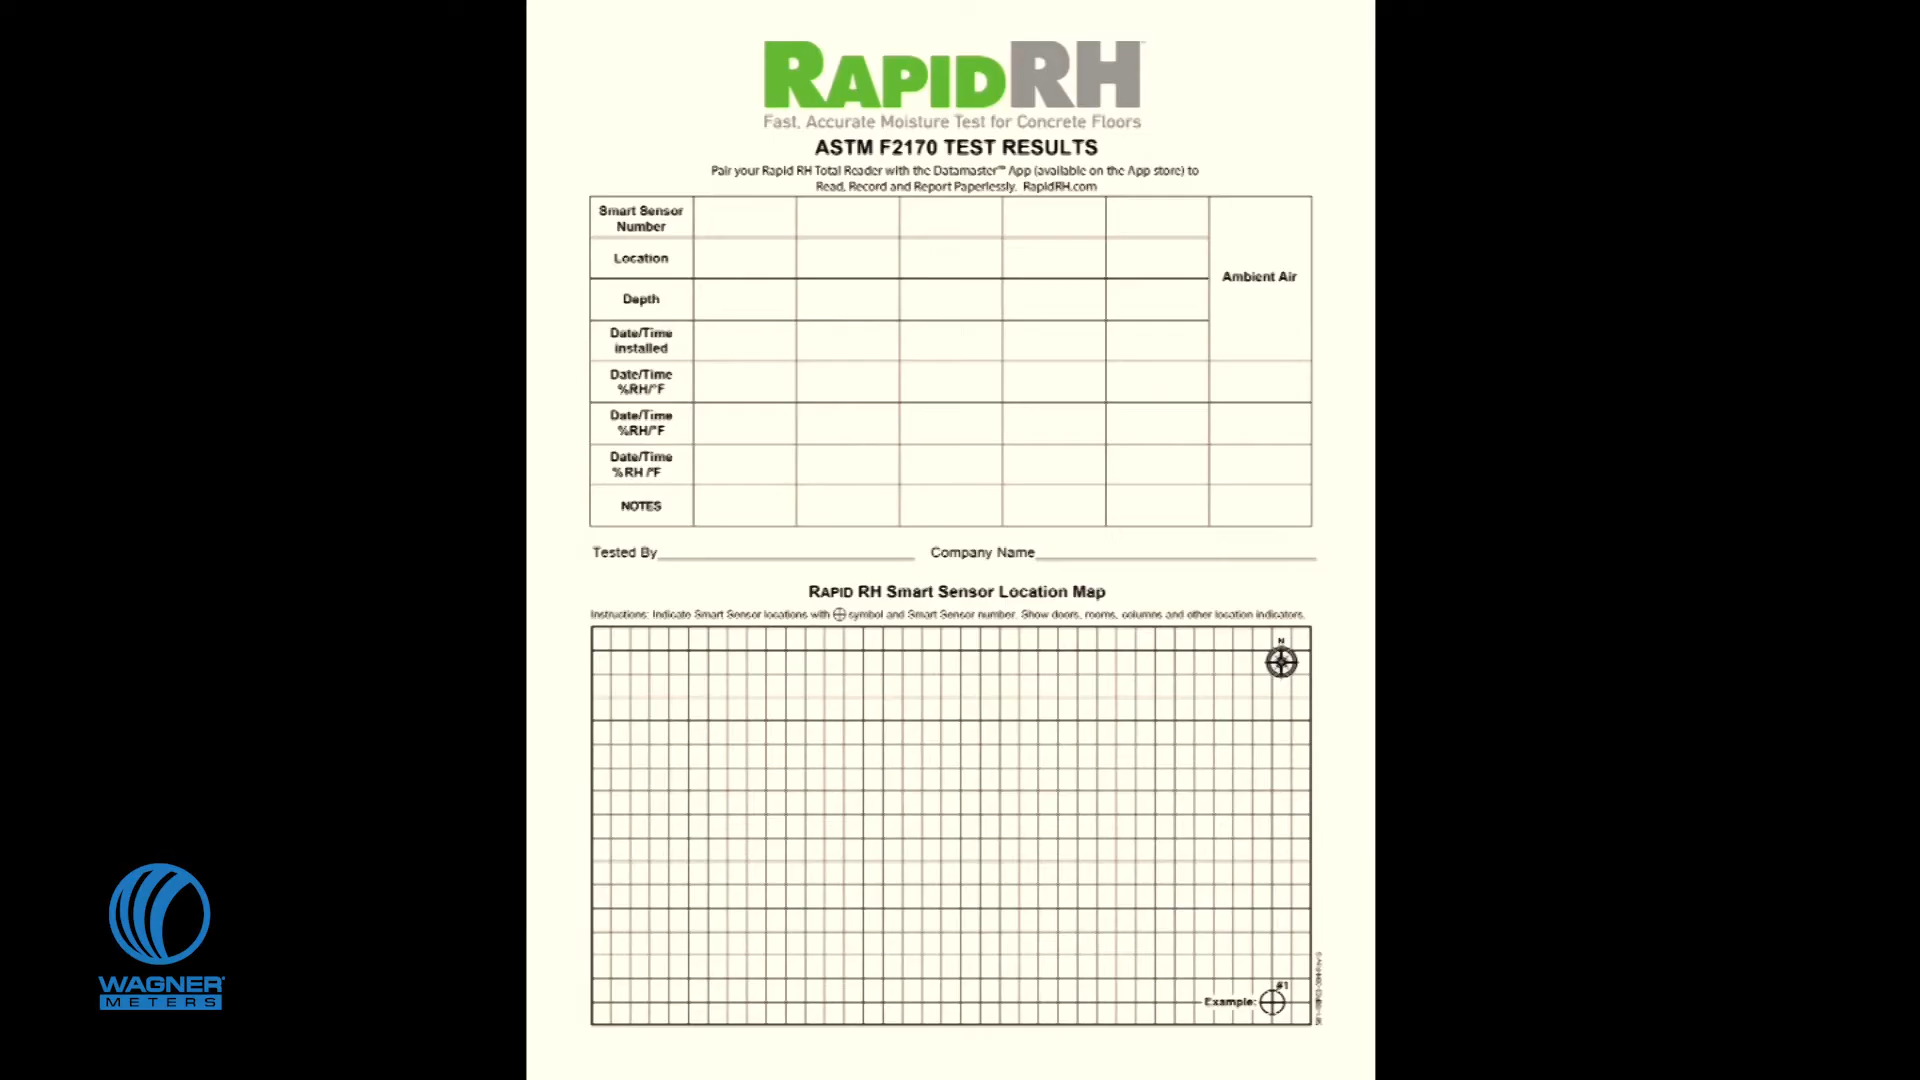 RAPIDRH
Fast, Accurate Moisture Test for Concrete Floors
ASTM F2170 TEST RESULTS
Pair your Rapid RH Total Reader with the Datamaster™ App (available on the App store) to
Read, Record and Report Paperlessly. RapidRH.com
Smart Sensor
Number
Location
Depth
Date/Time
installed
Ambient Air
Date/Time
%RH/°F
Date/Time
%RH/°F
Date/Time
%RH /°F
NOTES
Tested By
Company Name
RAPID RH Smart Sensor Location Map
Instructions: Indicate Smart Sensor locations with symbol and Smart Sensor number. Show doors, rooms, columns and other location indicators.
N
#1
Example:
WAGNER
METERS